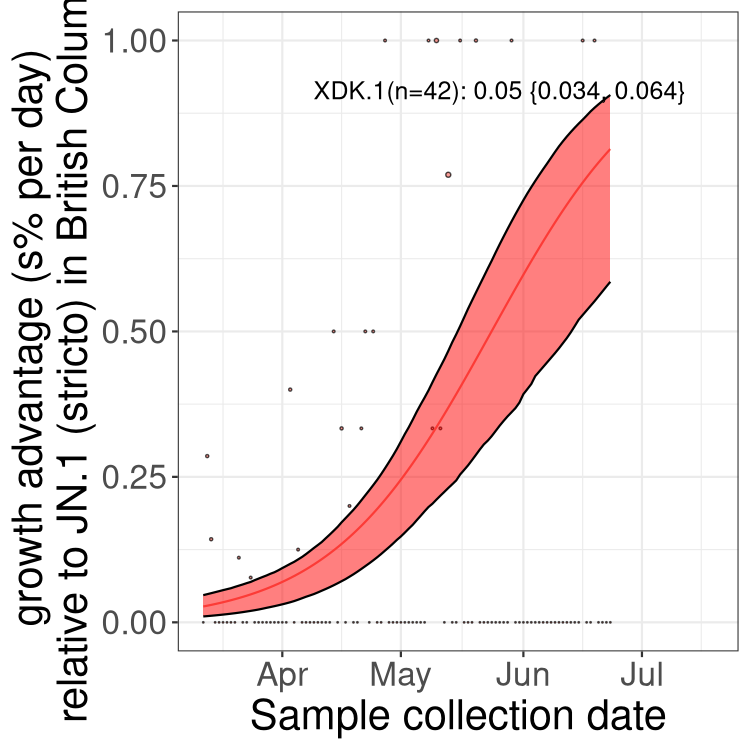 growth advantage (s% per day)
relative to JN.1 (stricto) in British Colum
1.00
0.75
0.50
0.25
0.00
XDK.1(n=42): 0.05 {0.034, 0.064}
Apr May Jun Jul
Sample collection date